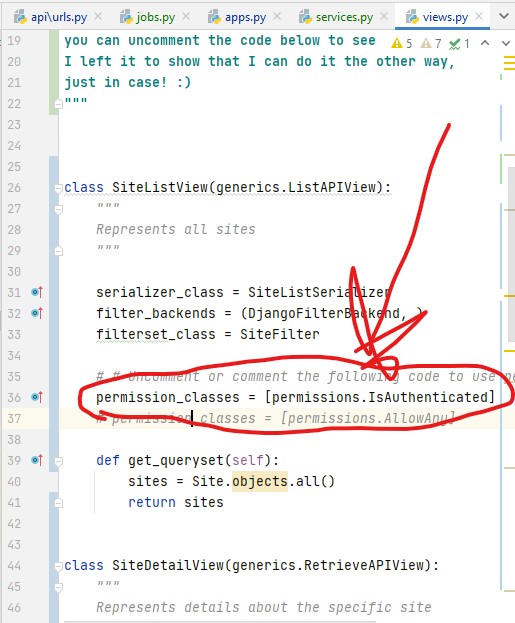 api\urls.py jobs.py apps.py services.py views.py
19 you can uncomment the code below to see 5 7 1
20 I left it to show that I can do it the other way,
21 just in case! :)
22 """
23
24
25
26 class SiteListView(generics.ListAPIView):
27 """
28 Represents all sites
29 """
30
31 serializer_class = SiteListSerializer
32 filter_backends = (DjangoFilterBackend, )
33 filterset_class = SiteFilter
34
35 # # Uncomment or comment the following code to use
36 permission_classes = [permissions.IsAuthenticated]
37 # permission_classes = [permissions.AllowAny]
38
39 def get_queryset(self):
40 sites = Site.objects.all()
41 return sites
42
43
44 class SiteDetailView(generics.RetrieveAPIView):
45 """
46 Represents details about the specific site